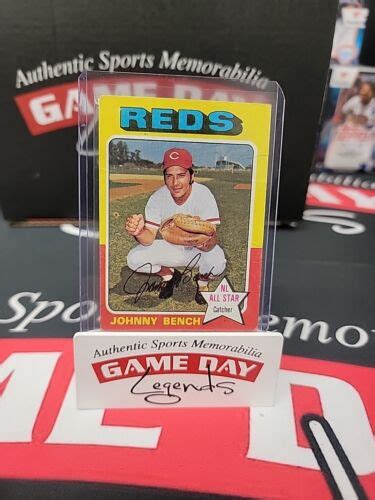 Authentic Sports Memorabilia
GAME DAY
REDS
C
Johnny Bench
NL
ALL STAR
Catcher
JOHNNY BENCH
Authentic Sports Memorabilia
GAME DAY
Legends
Memorabilia